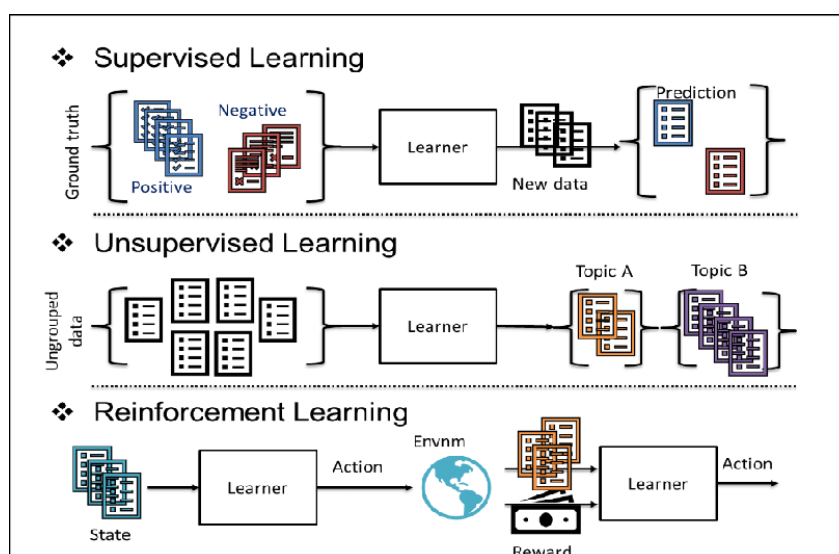 ❖ Supervised Learning
Ground truth
Positive
Negative
Learner
New data
Prediction
❖ Unsupervised Learning
Ungrouped
data
Learner
Topic A
Topic B
❖ Reinforcement Learning
State
Learner
Action
Envnm
Reward
Learner
Action